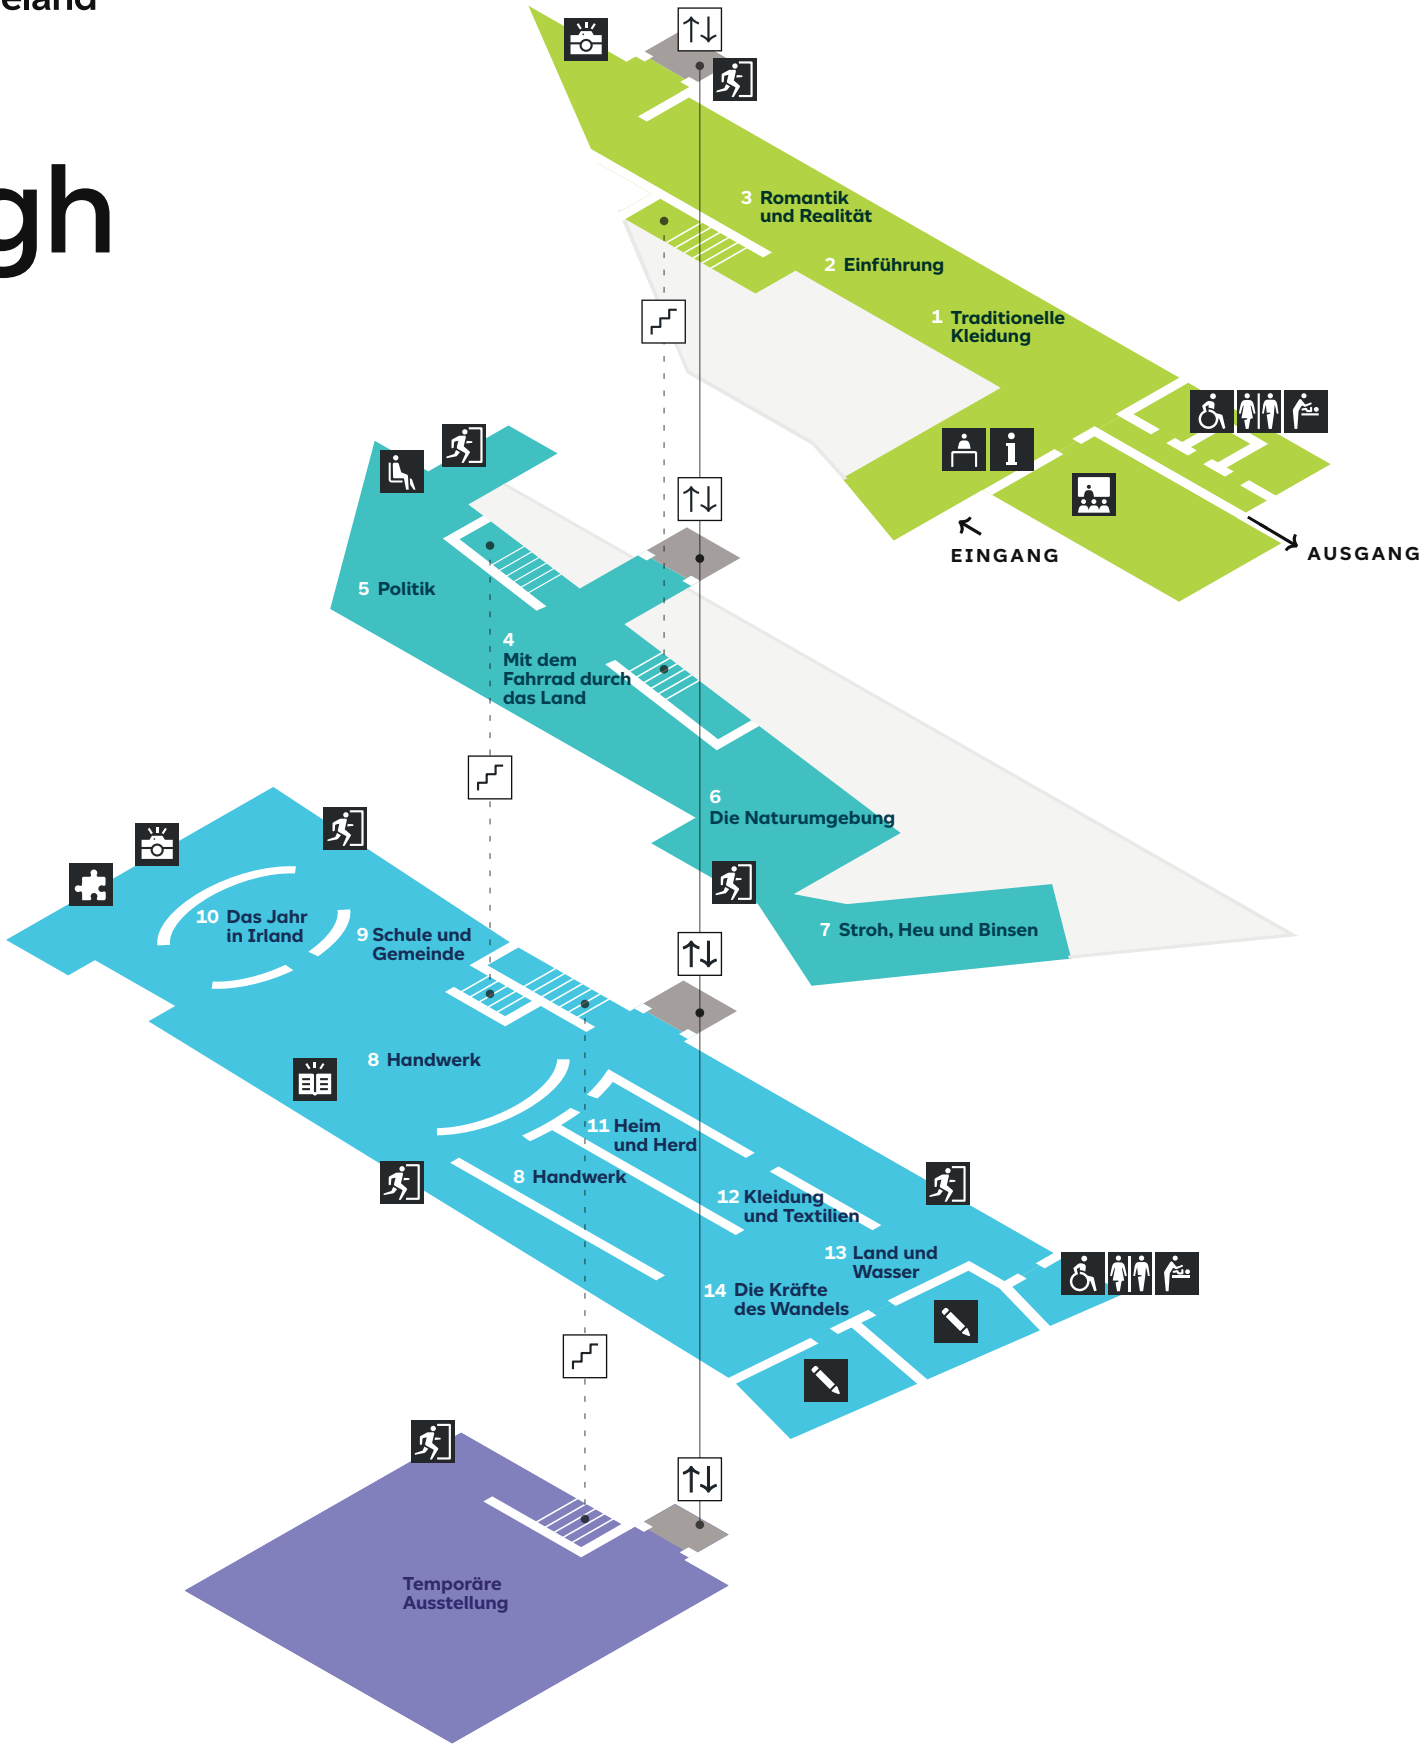 eland
gh
3 Romantik
und Realität
2 Einführung
1 Traditionelle
Kleidung
EINGANG
AUSGANG
5 Politik
4
Mit dem
Fahrrad durch
das Land
6
Die Naturumgebung
7 Stroh, Heu und Binsen
10 Das Jahr
in Irland
9 Schule und
Gemeinde
8 Handwerk
11 Heim
und Herd
8 Handwerk
12 Kleidung
und Textilien
13 Land und
Wasser
14 Die Kräfte
des Wandels
Temporäre
Ausstellung